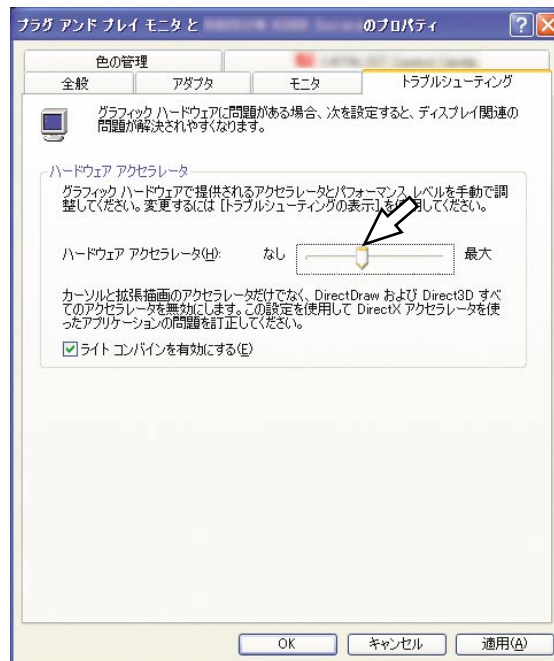 プラグ アンド プレイ モニタ と のプロパティ
色の管理
全般 アダプタ モニタ トラブルシューティング
グラフィック ハードウェアに問題がある場合、次を設定すると、ディスプレイ関連の
問題が解決されやすくなります。
ハードウェア アクセラレータ
グラフィック ハードウェアで提供されるアクセラレータとパフォーマンス レベルを手動で調
整してください。変更するには [トラブルシューティングの表示] を使用してください。
ハードウェア アクセラレータ(H): なし 最大
カーソルと拡張描画のアクセラレータだけでなく、DirectDraw および Direct3D すべ
てのアクセラレータを無効にします。この設定を使用して DirectX アクセラレータを使
ったアプリケーションの問題を訂正してください。
ライト コンバインを有効にする(E)
OK キャンセル 適用(A)